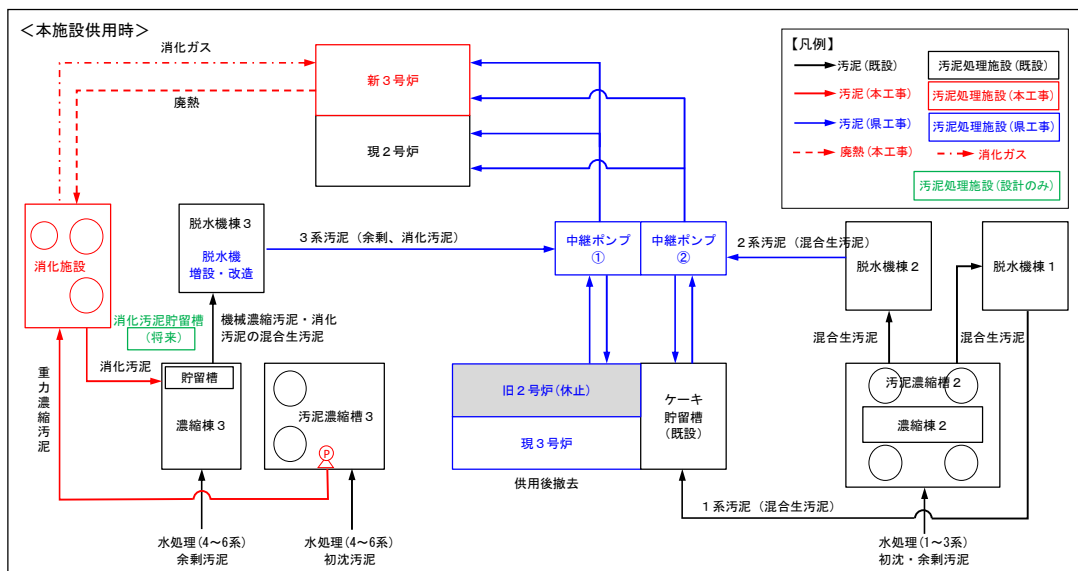 ＜本施設供用時＞
消化ガス
廃熱
新３号炉
現２号炉
【凡例】
汚泥(既設)
汚泥処理施設(既設)
汚泥(本工事)
汚泥処理施設(本工事)
汚泥(県工事)
汚泥処理施設(県工事)
廃熱(本工事)
消化ガス
汚泥処理施設(設計のみ)
消化施設
脱水機棟３
脱水機
増設・改造
３系汚泥（余剰、消化汚泥）
中継ポンプ
①
中継ポンプ
②
２系汚泥（混合生汚泥）
脱水機棟２
脱水機棟１
消化汚泥貯留槽
（将来）
機械濃縮汚泥・消化
汚泥の混合生汚泥
混合生汚泥
混合生汚泥
重力濃縮汚泥
消化汚泥
貯留槽
濃縮棟３
汚泥濃縮槽３
P
旧２号炉(休止)
現３号炉
ケーキ
貯留槽
(既設)
汚泥濃縮槽２
濃縮棟２
供用後撤去
１系汚泥（混合生汚泥）
水処理(4～6系)
余剰汚泥
水処理(4～6系)
初沈汚泥
水処理(1～3系)
初沈・余剰汚泥